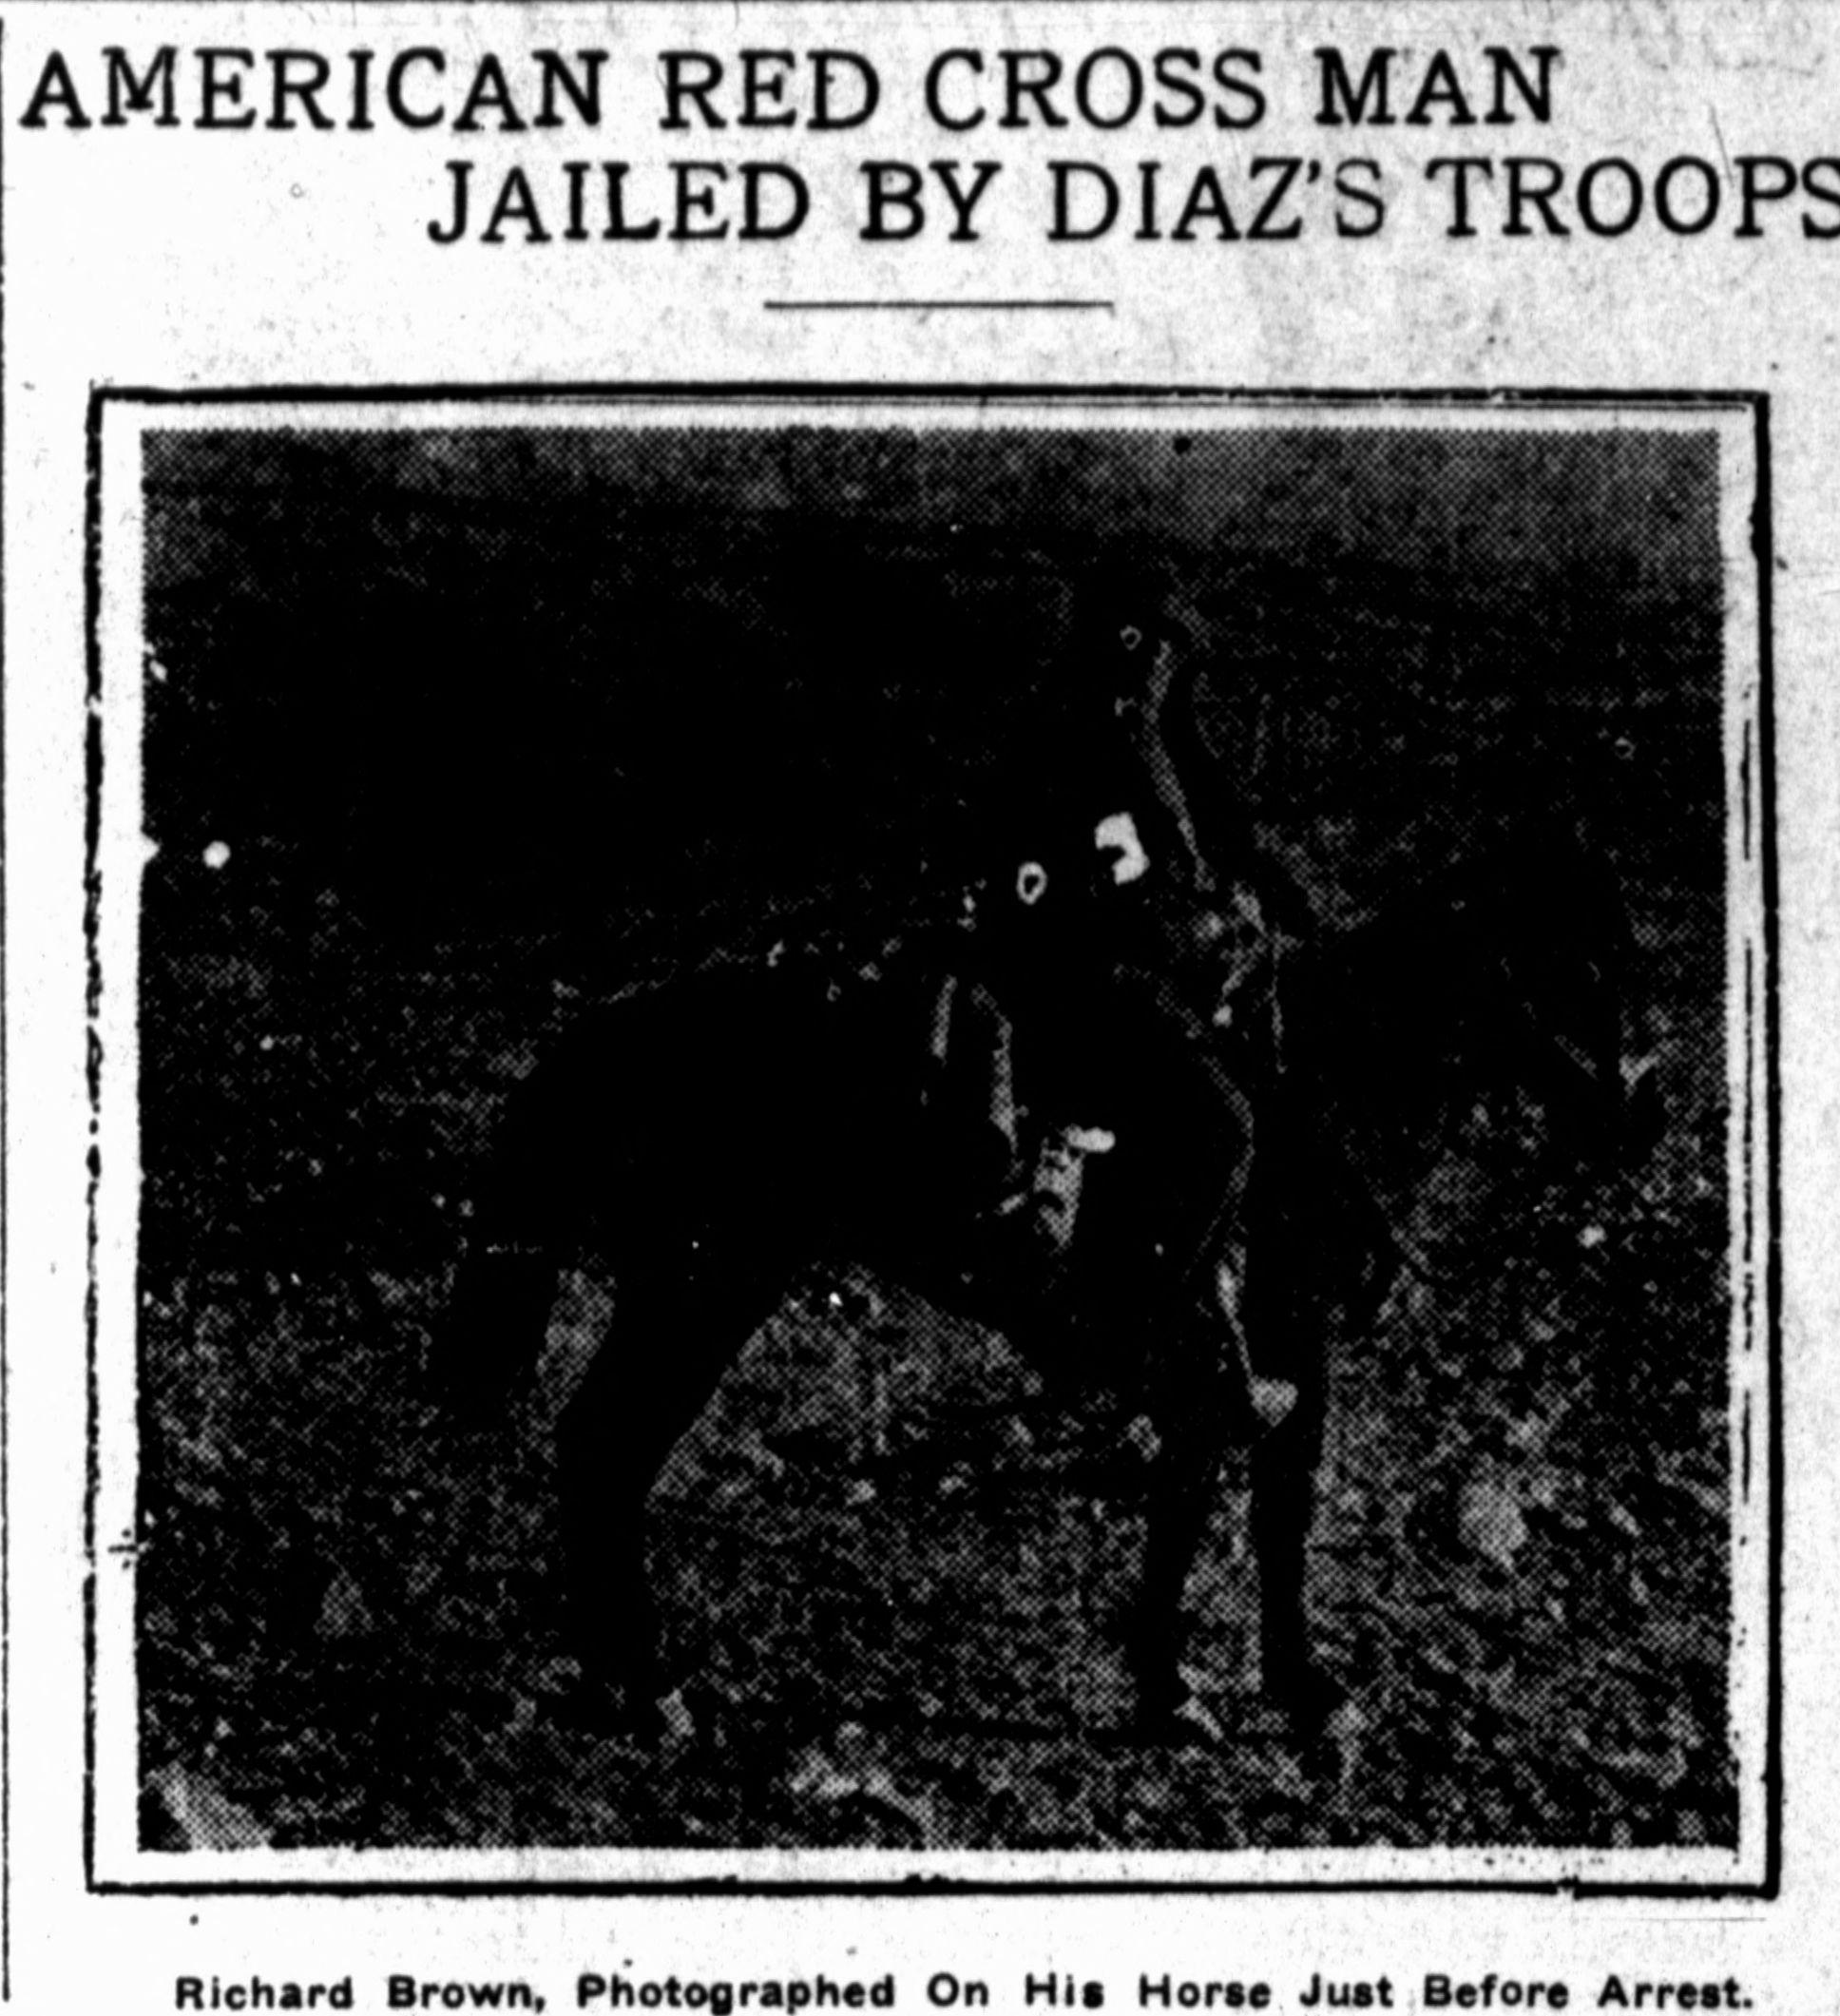 AMERICAN RED CROSS MAN
JAILED BY DIAZ'S TROOPS
Richard Brown, Photographed On His Horse Just Before Arrest.